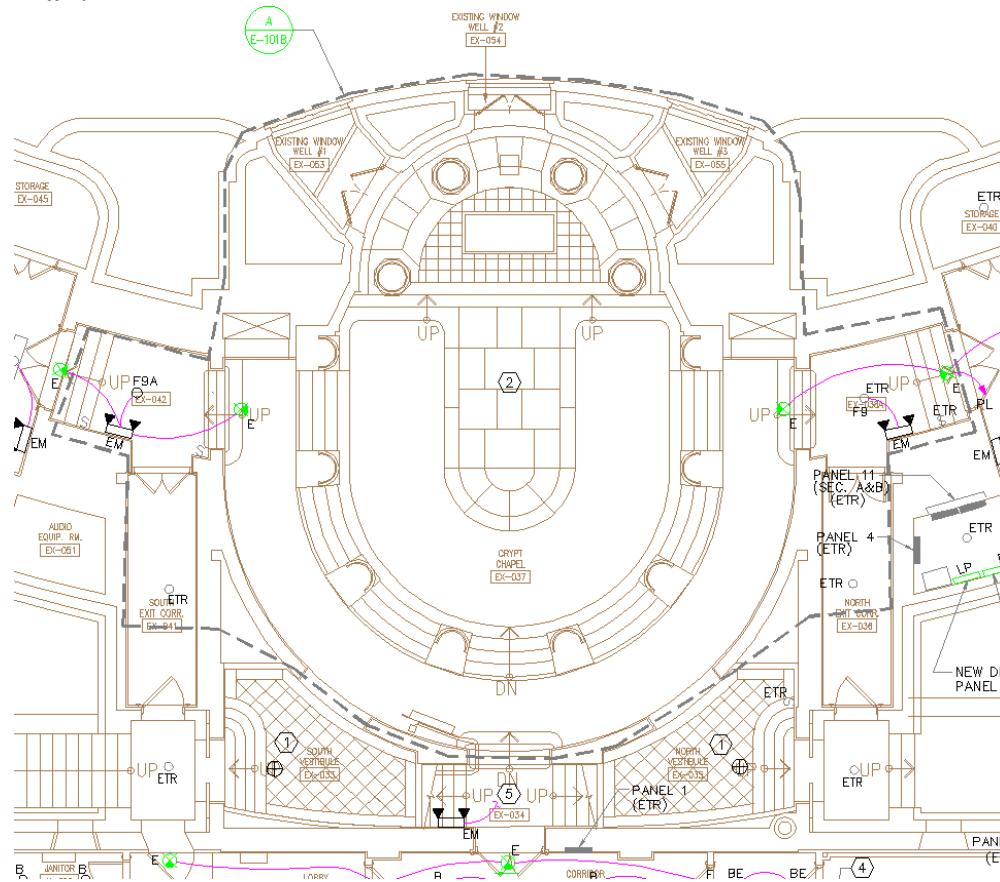 A
E-101B
EXISTING WINDOW
WELL #2
EX-054
EXISTING WINDOW
WELL #1
EX-053
EXISTING WINDOW
WELL #3
EX-055
STORAGE
EX-045
ETR
STORAGE
EX-040
UP
UP
2
E
UP
F9A
EX-042
EM
EM
S
UP
E
UP
E
ETR
EX-038A
F9
UP
ETR
S
E
PL
EM
EM
PANEL 11
(SEC. A&B)
(ETR)
PANEL 4
(ETR)
ETR
LP
AUDIO
EQUIP. RM.
EX-051
CRYPT
CHAPEL
EX-037
ETR
SOUTH
EXIT CORR.
EX-041
ETR
NORTH
EXIT CORR.
EX-036
DN
NEW D
PANEL
ETR
S
1
SOUTH
VESTIBULE
EX-033
1
NORTH
VESTIBULE
EX-035
UP
ETR
UP
DN
UP
5
UP
EX-034
EM
PANEL 1
(ETR)
ETR
UP
PAN
(E
B
JANITOR
B
E
LOBBY
B
E
CORRIDOR
B
F
BE
BE
4